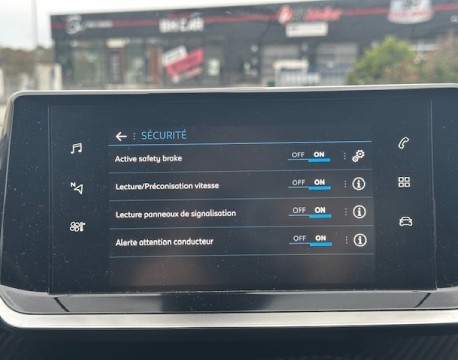 SÉCURITÉ
Active safety brake OFF ON
Lecture/Préconisation vitesse OFF ON
Lecture panneaux de signalisation OFF ON
Alerte attention conducteur OFF ON
N